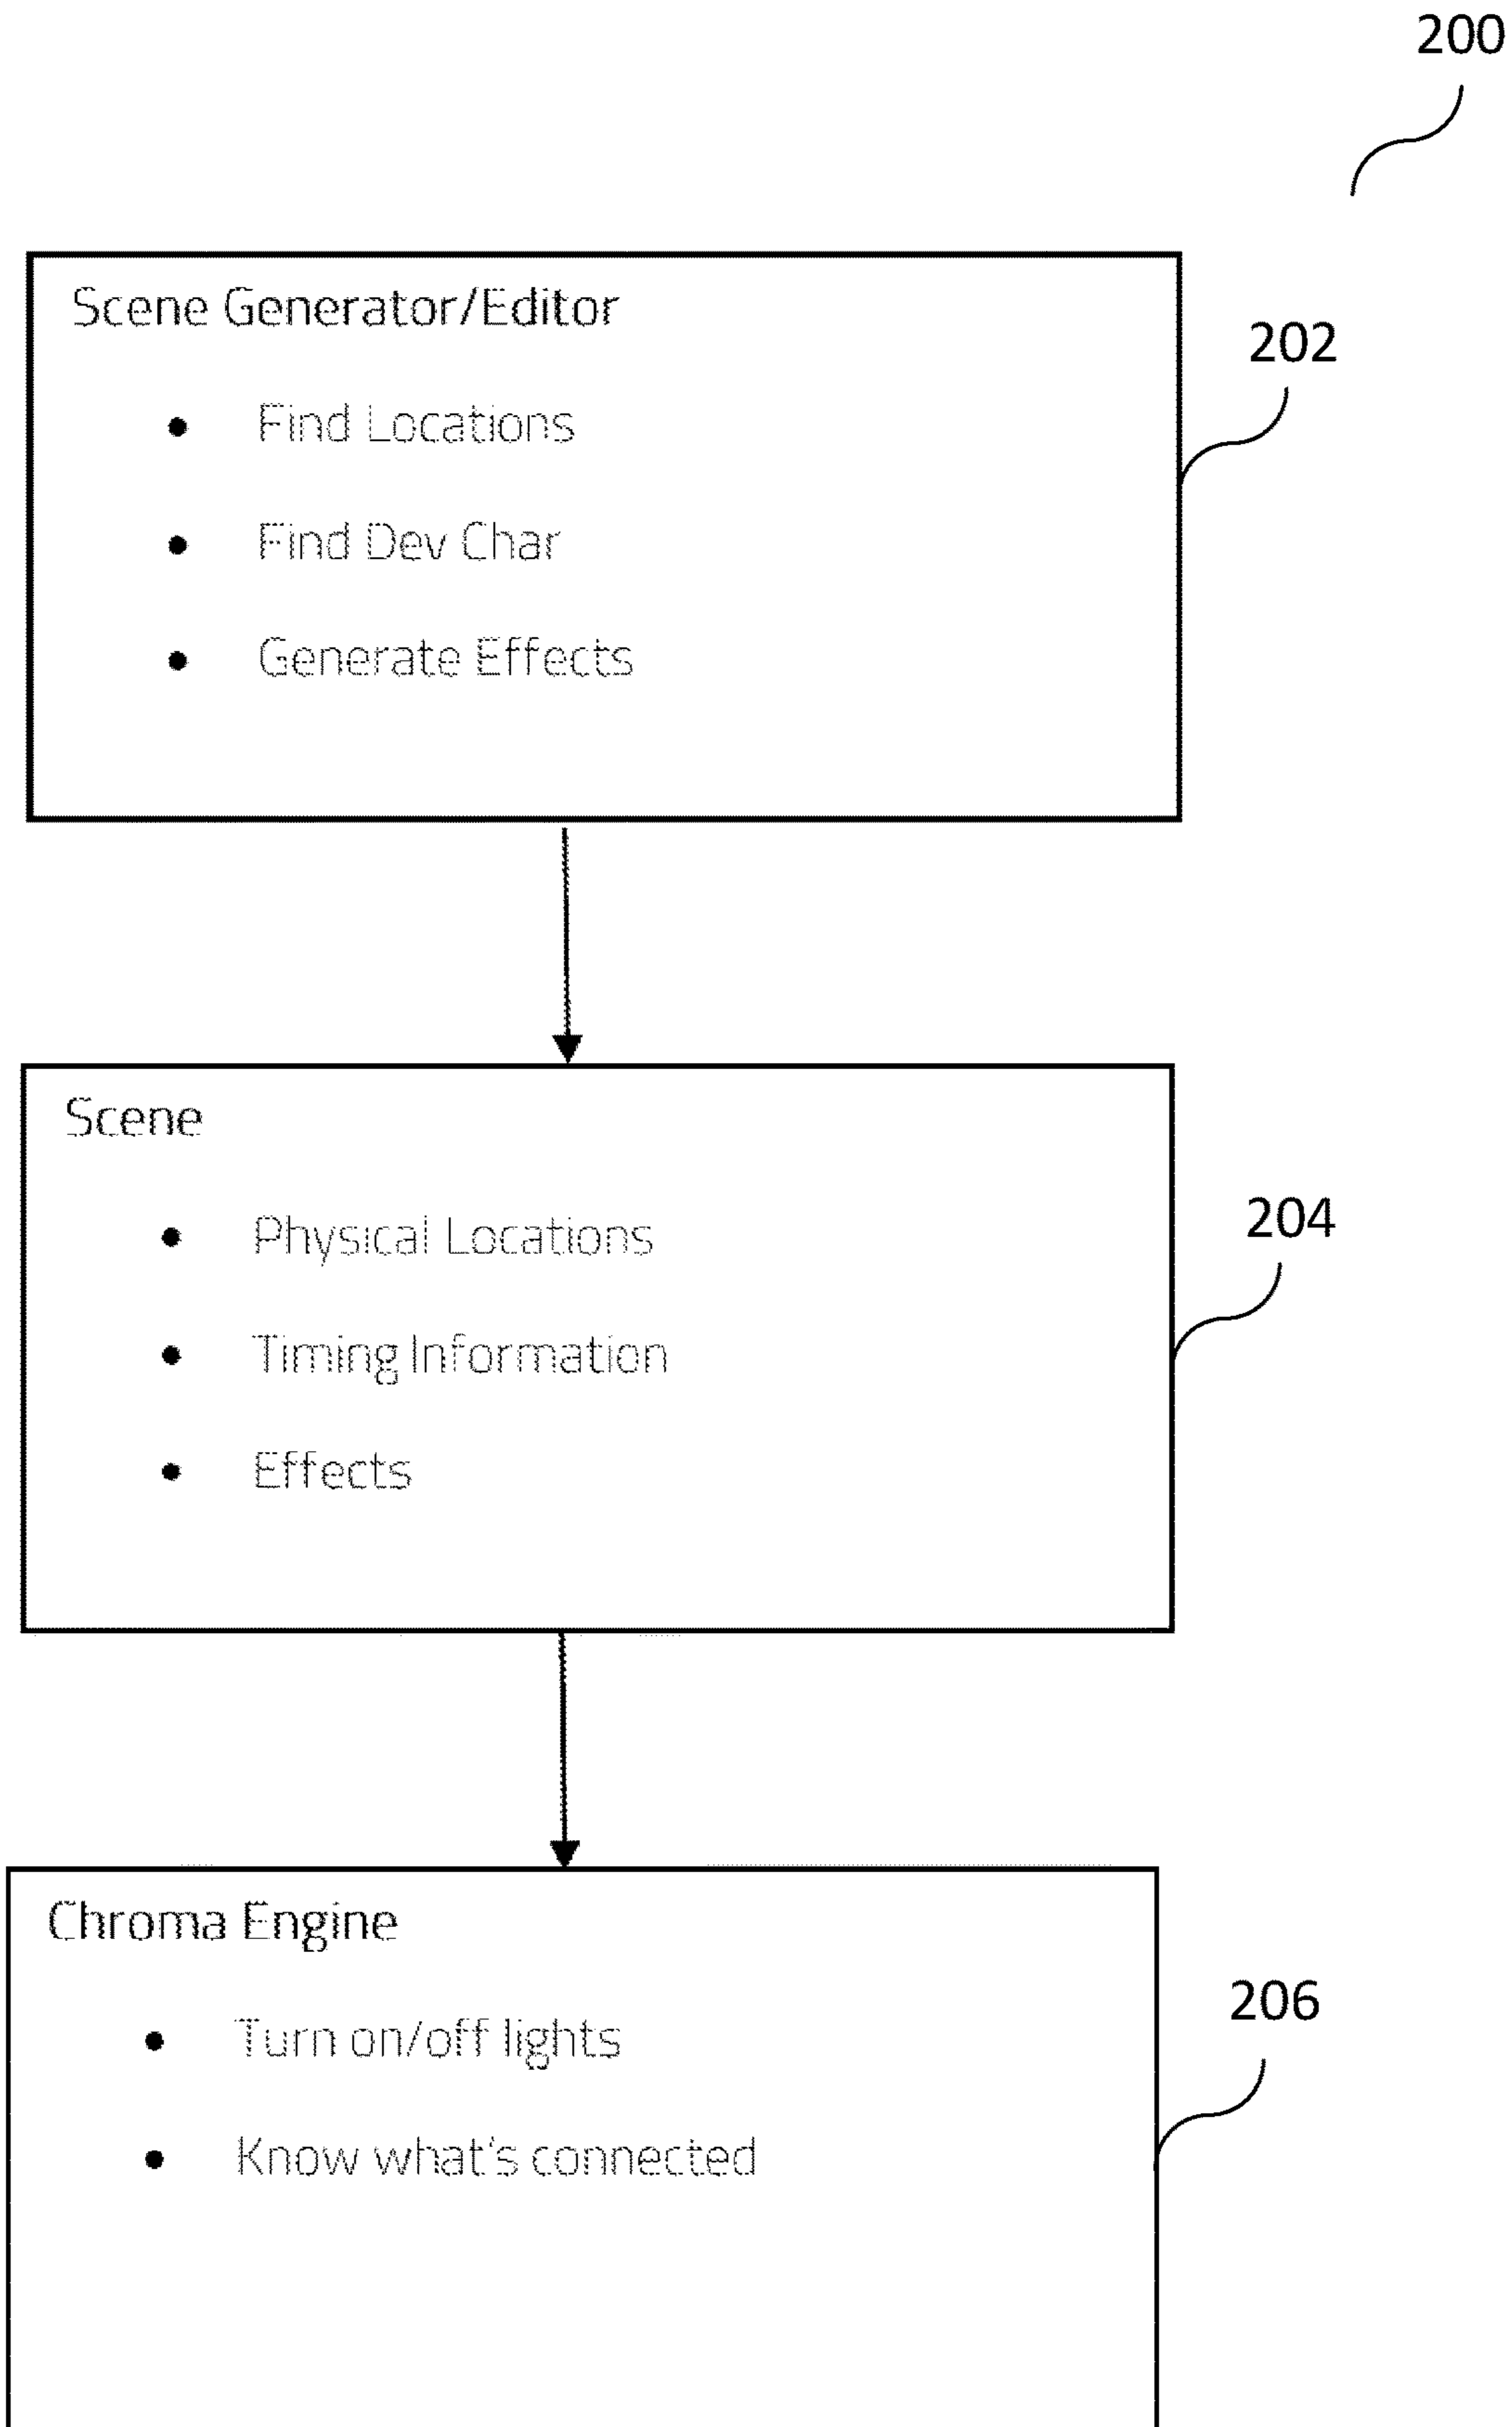 200
Scene Generator/Editor
202
• Find Locations
• Find Dev Char
• Generate Effects
Scene
204
• Physical Locations
• Timing Information
• Effects
Chroma Engine
206
• Turn on/off lights
• Know what's connected